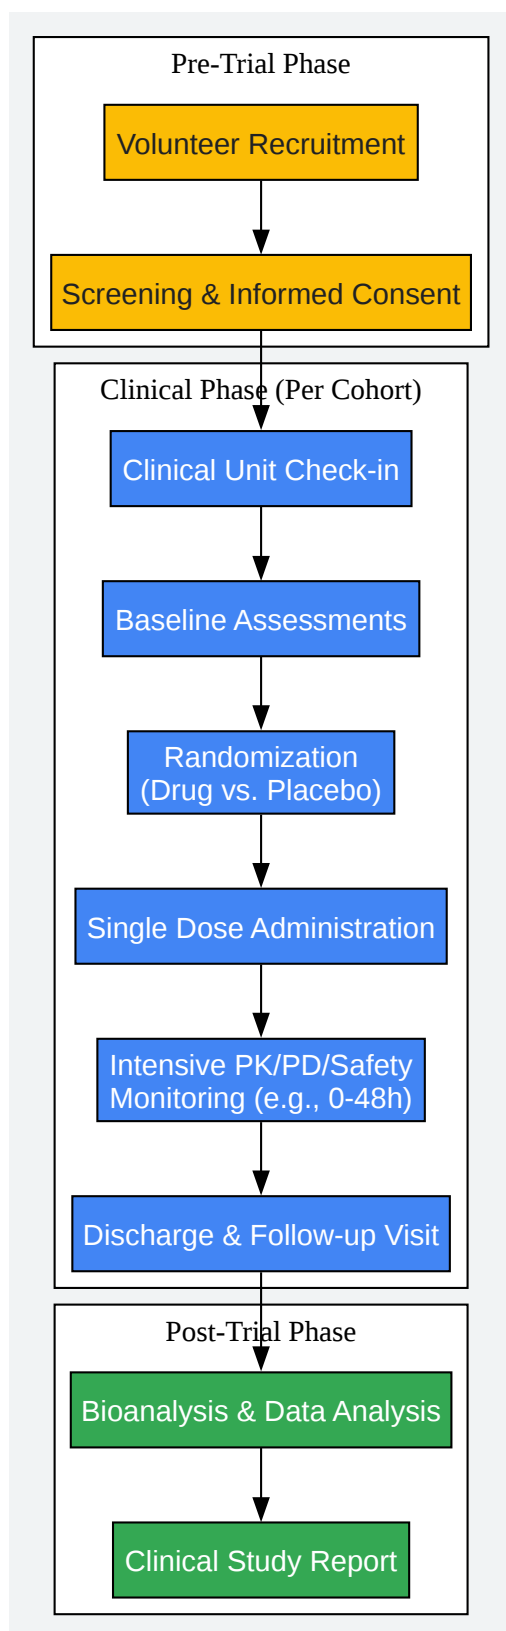 Pre-Trial Phase
Volunteer Recruitment
Screening & Informed Consent
Clinical Phase (Per Cohort)
Clinical Unit Check-in
Baseline Assessments
Randomization
(Drug vs. Placebo)
Single Dose Administration
Intensive PK/PD/Safety
Monitoring (e.g., 0-48h)
Discharge & Follow-up Visit
Post-Trial Phase
Bioanalysis & Data Analysis
Clinical Study Report